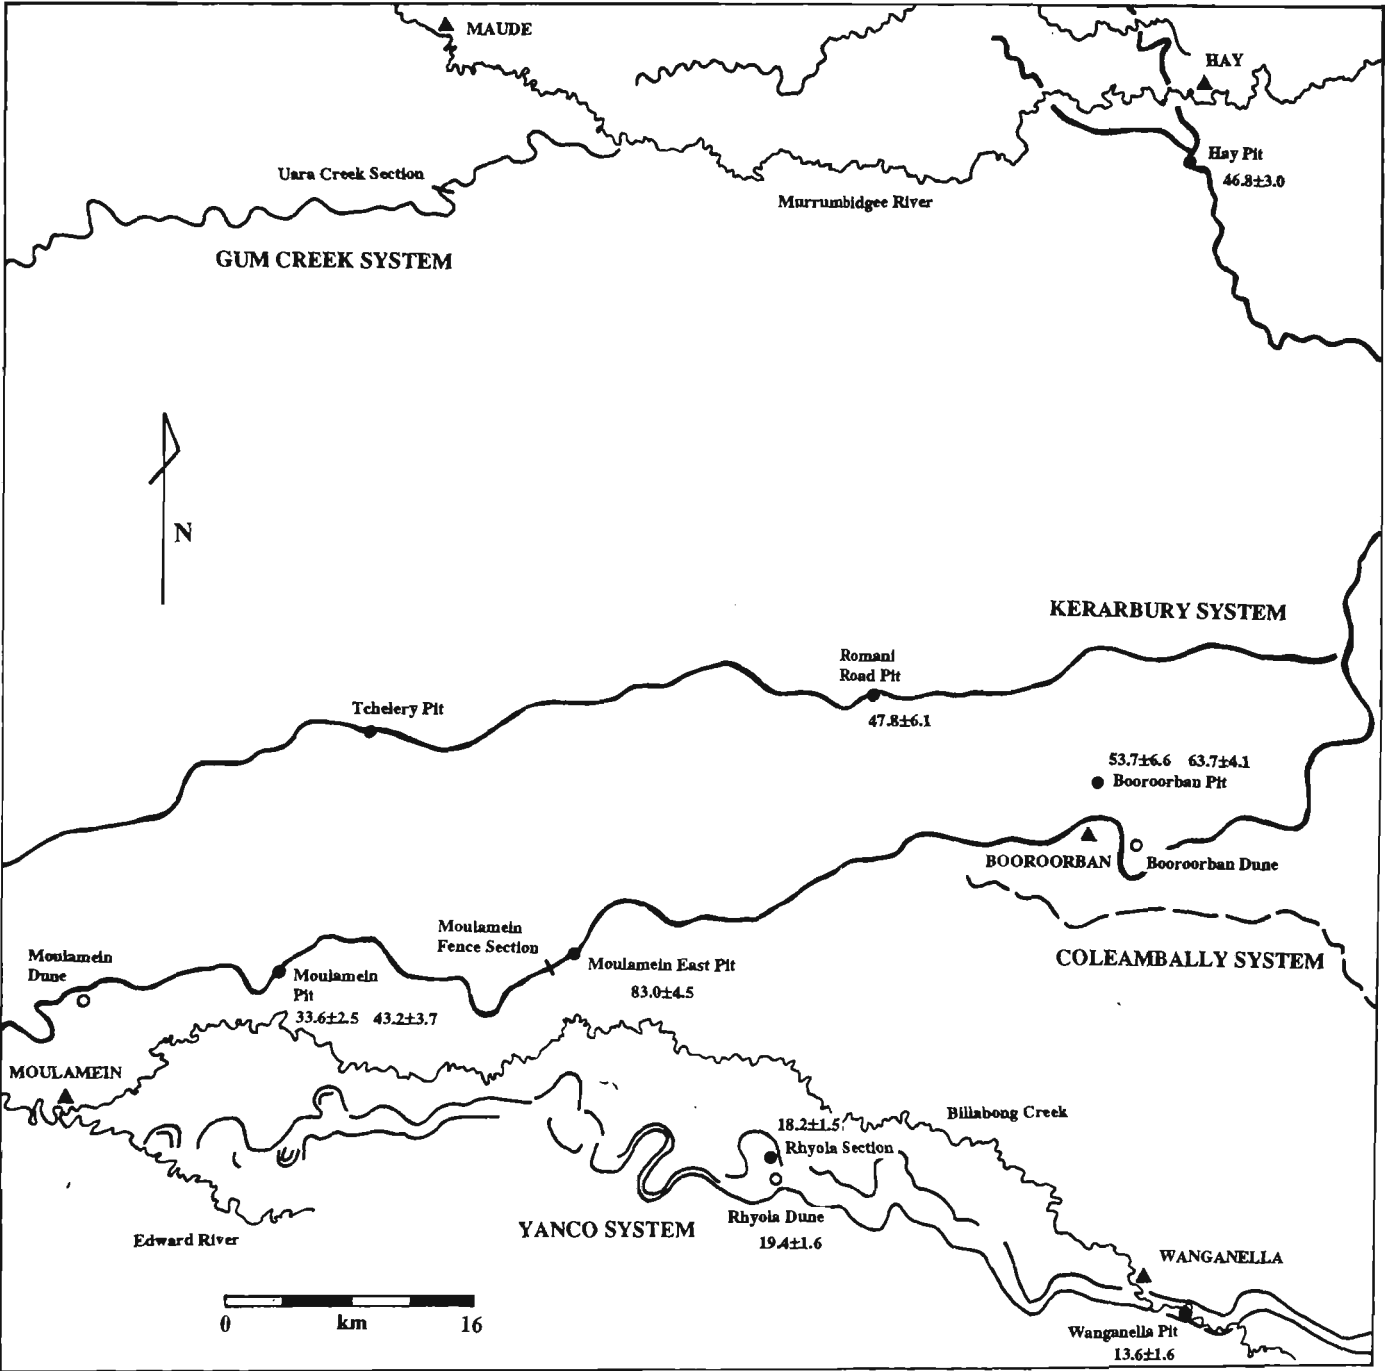 MAUDE
HAY
Hay Pit
46.8±3.0
Uara Creek Section
Murrumbidgee River
GUM CREEK SYSTEM
N
KERARBURY SYSTEM
Romani
Road Pit
47.8±6.1
Tchelery Pit
53.7±6.6 63.7±4.1
Booroorban Pit
BOOROORBAN
Booroorban Dune
COLEAMBALLY SYSTEM
Moulamein
Fence Section
Moulamein East Pit
83.0±4.5
Moulamein
Dune
Moulamein
Pit
33.6±2.5 43.2±3.7
MOULAMEIN
Billabong Creek
18.2±1.5
Rhyola Section
Rhyola Dune
19.4±1.6
YANCO SYSTEM
Edward River
WANGANELLA
Wanganella Pit
13.6±1.6
0 km 16